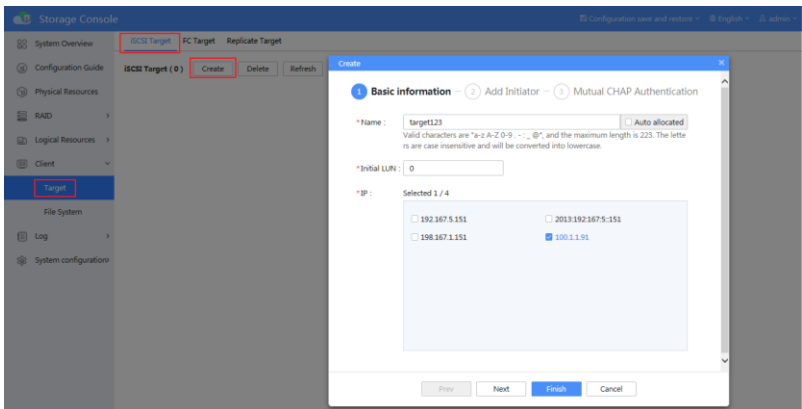 Storage Console
Configuration save and restore
English
admin
System Overview
Configuration Guide
Physical Resources
RAID
Logical Resources
Client
Target
File System
Log
System configuration
iSCSI Target FC Target Replicate Target
iSCSI Target ( 0 ) Create Delete Refresh
Create
1 Basic information 2 Add Initiator 3 Mutual CHAP Authentication
*Name : target123 Auto allocated
Valid characters are "a-z A-Z 0-9 . - : _ @", and the maximum length is 223. The lette
rs are case insensitive and will be converted into lowercase.
*Initial LUN : 0
*IP : Selected 1 / 4
192.167.5.151 2013:192:167:5::151
198.167.1.151 100.1.1.91
Prev Next Finish Cancel